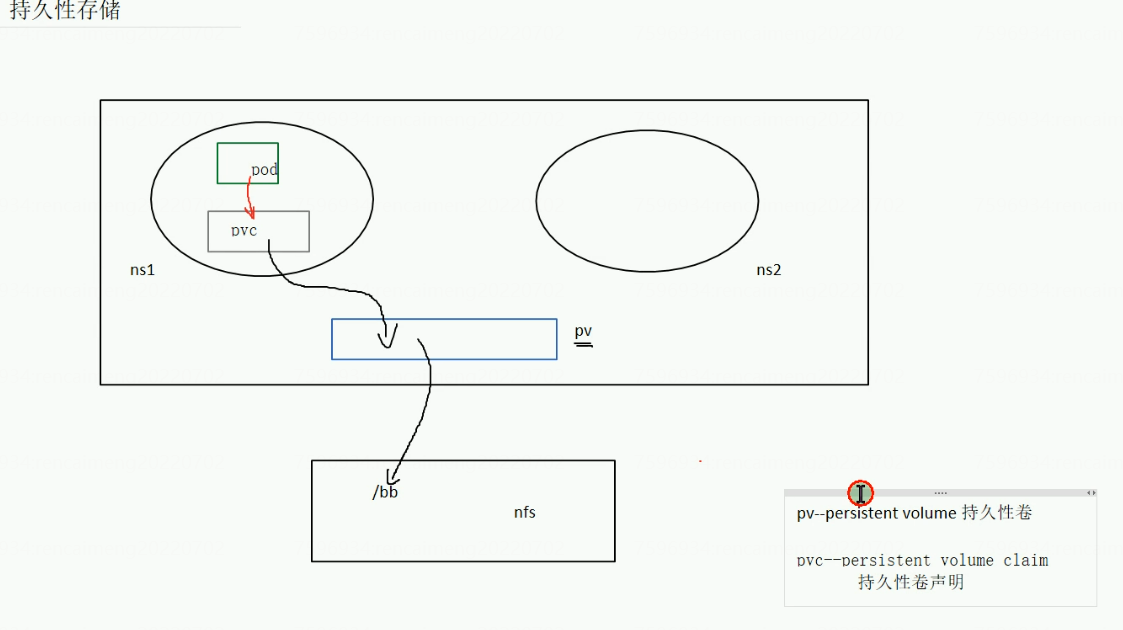 持久性存储
pod
pvc
ns1
ns2
pv
/bb
nfs
pv--persistent volume 持久性卷
pvc--persistent volume claim
持久性卷声明